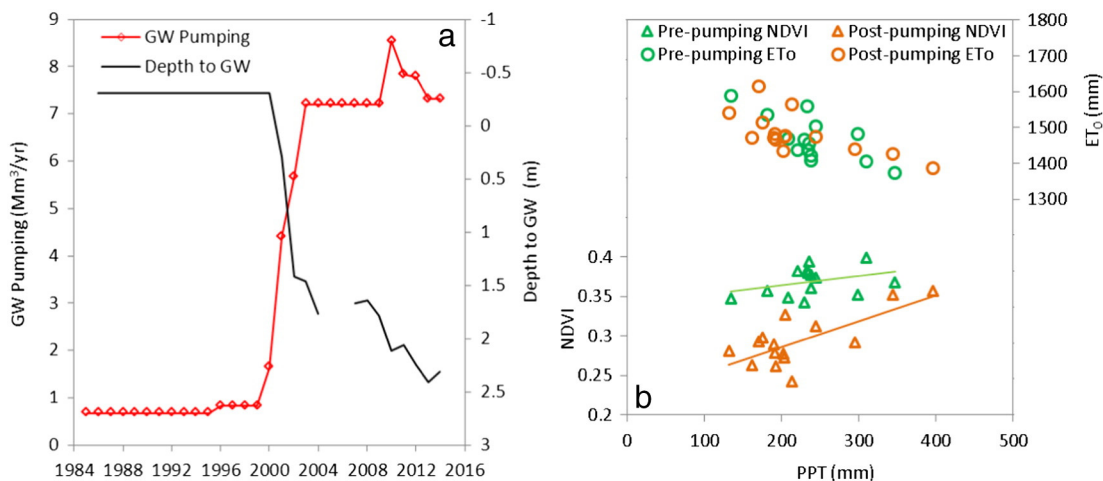 a
GW Pumping
Depth to GW
GW Pumping (Mm³/yr)
9
8
7
6
5
4
3
2
1
0
-1
-0.5
0
0.5
1
1.5
2
2.5
3
Depth to GW (m)
1984 1988 1992 1996 2000 2004 2008 2012 2016
Pre-pumping NDVI Post-pumping NDVI
Pre-pumping ETo Post-pumping ETo
1800
1700
1600
1500
1400
1300
ET₀
0.4
0.35
0.3
0.25
0.2
NDVI
b
0 100 200 300 400 500
PPT (mm)